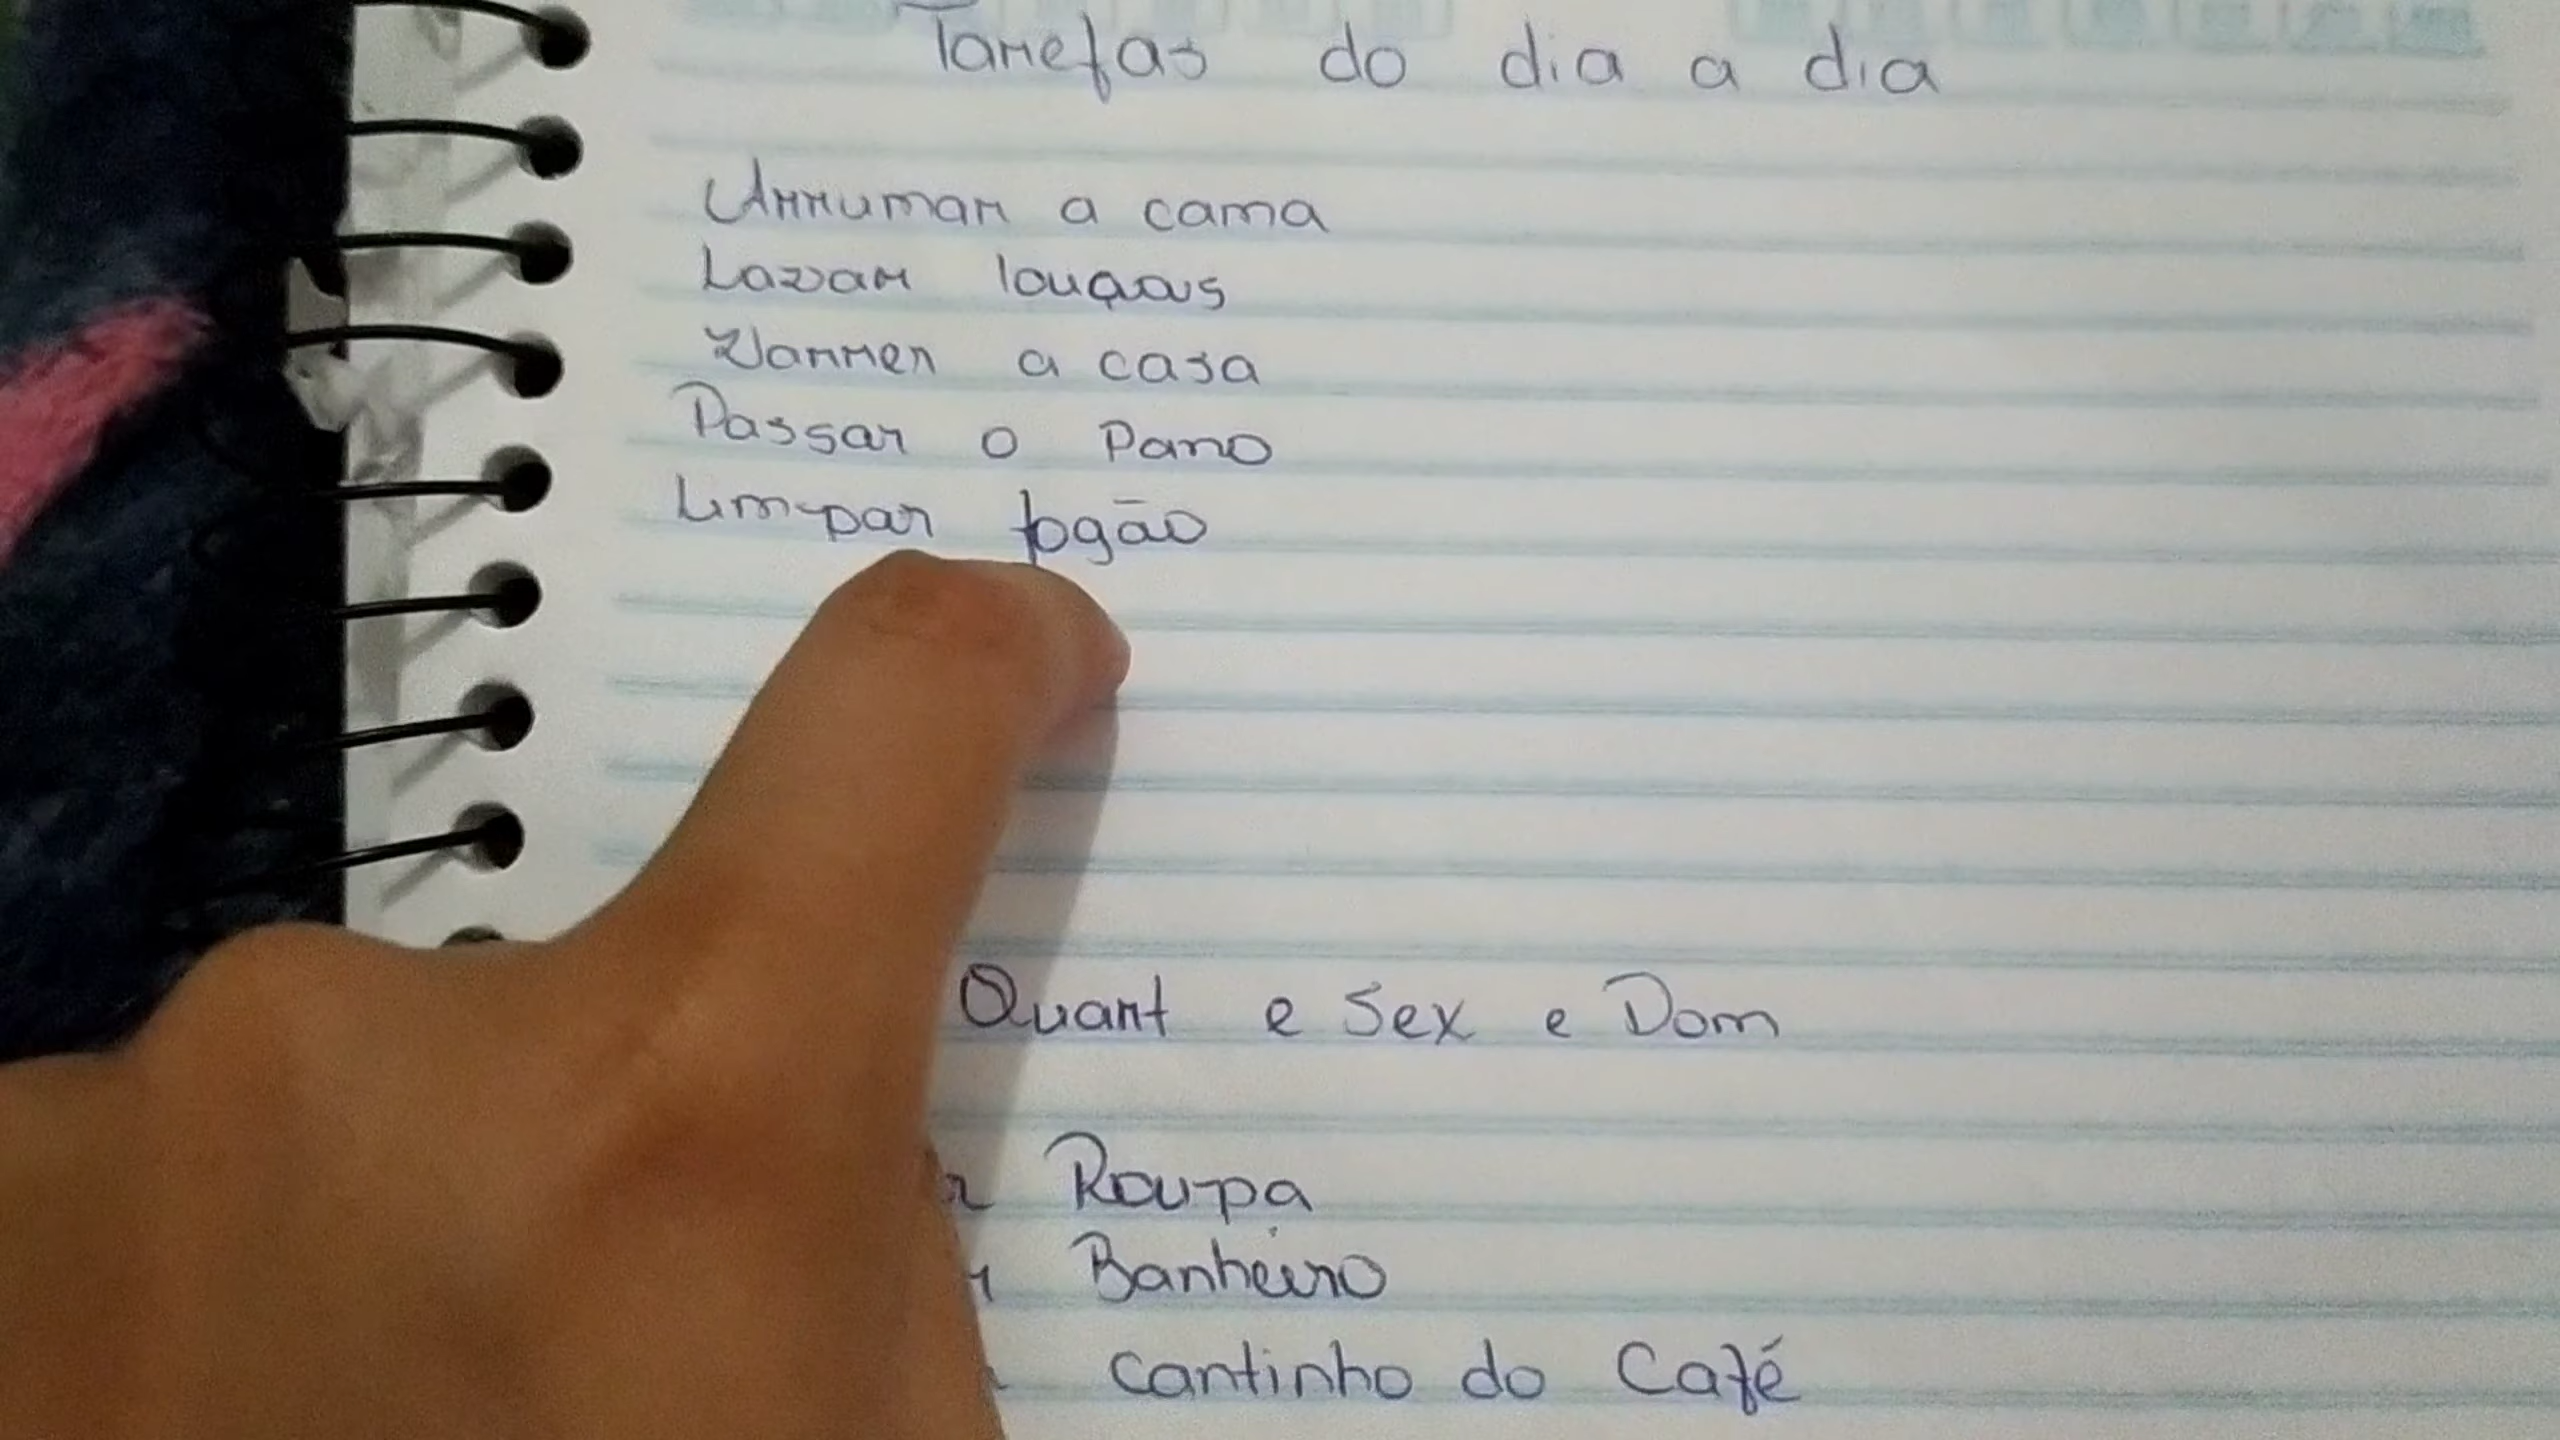 Tarefas do dia a dia
Arrumar a cama
Lavar louças
Varrer a casa
Passar o Pano
Limpar fogão
Quart e Sex e Dom
Roupa
Banheiro
cantinho do Café